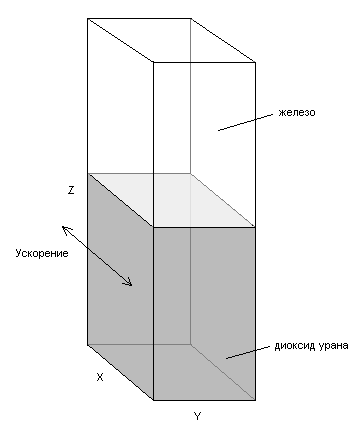 железо
Z
Ускорение
диоксид урана
X
Y